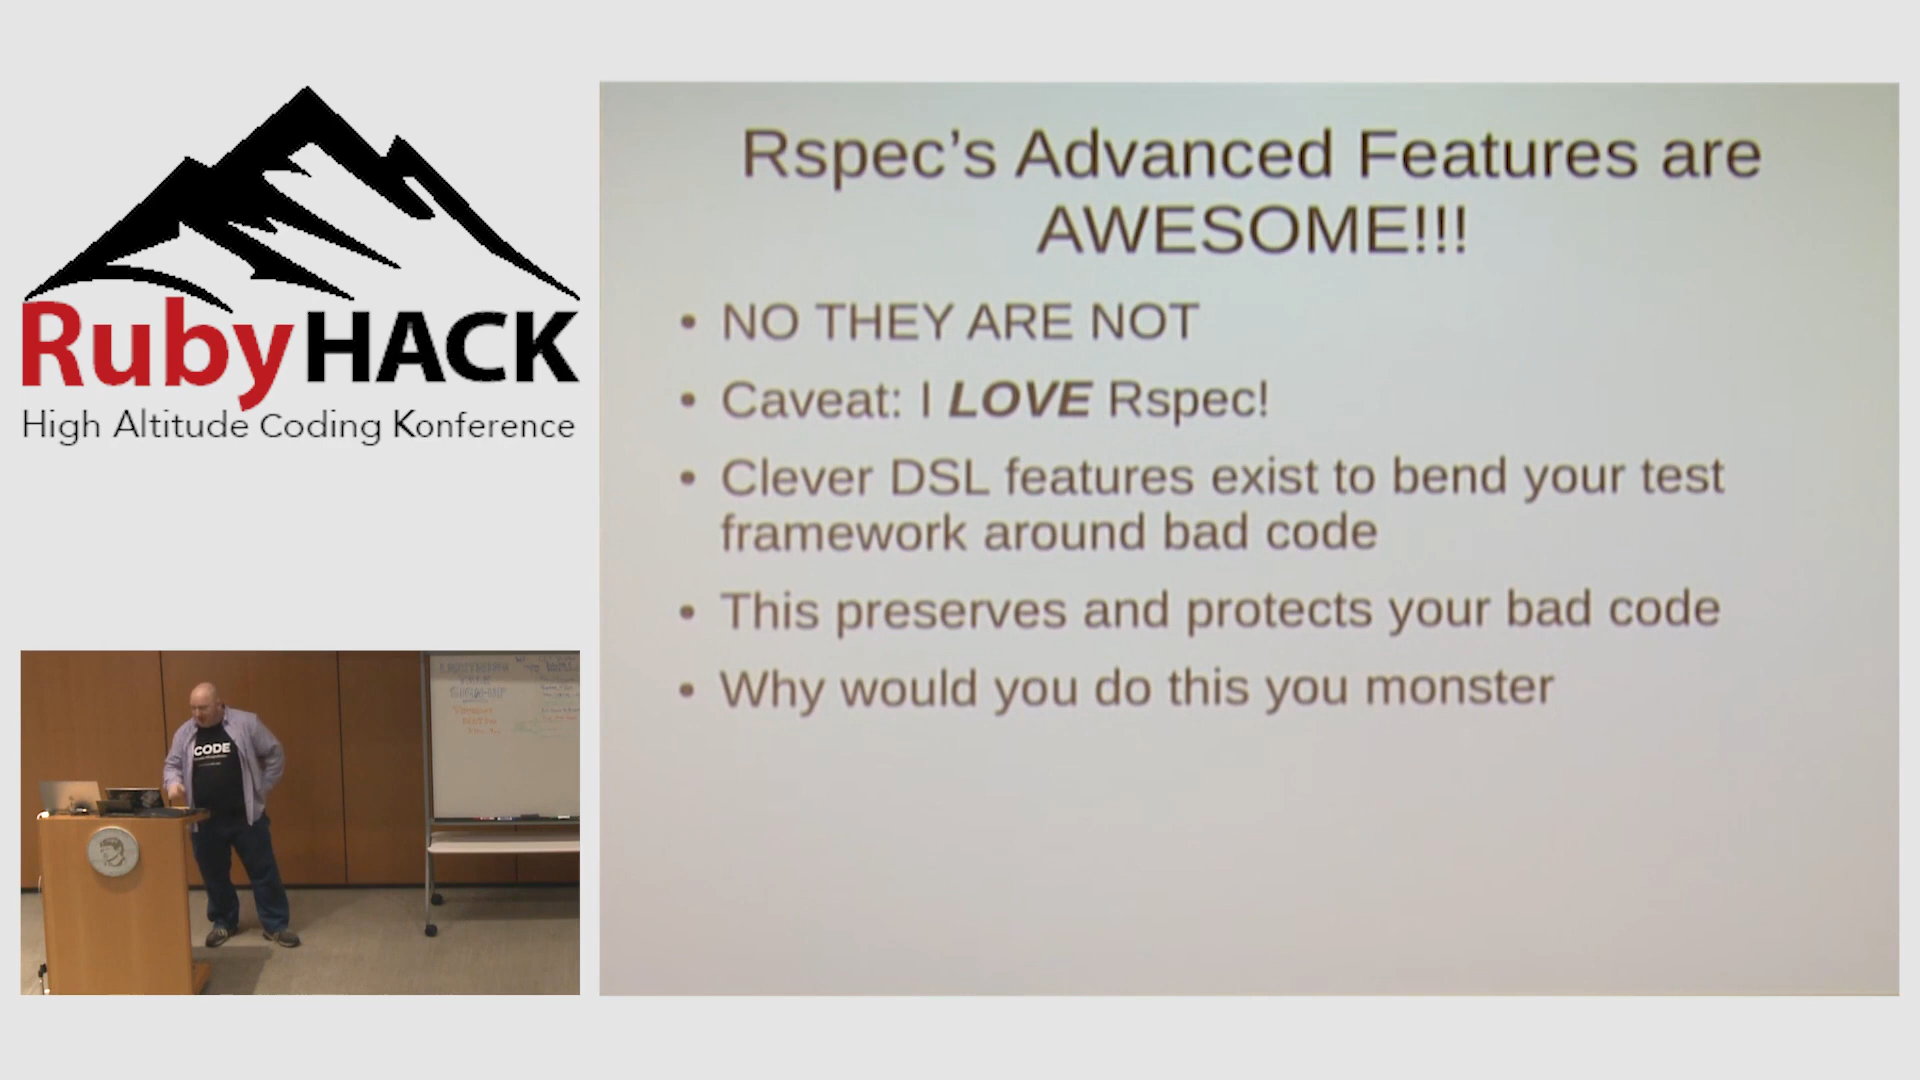 RubyHACK
High Altitude Coding Konference
Rspec’s Advanced Features are
AWESOME!!!
• NO THEY ARE NOT
• Caveat: I LOVE Rspec!
• Clever DSL features exist to bend your test
framework around bad code
• This preserves and protects your bad code
• Why would you do this you monster
CODE